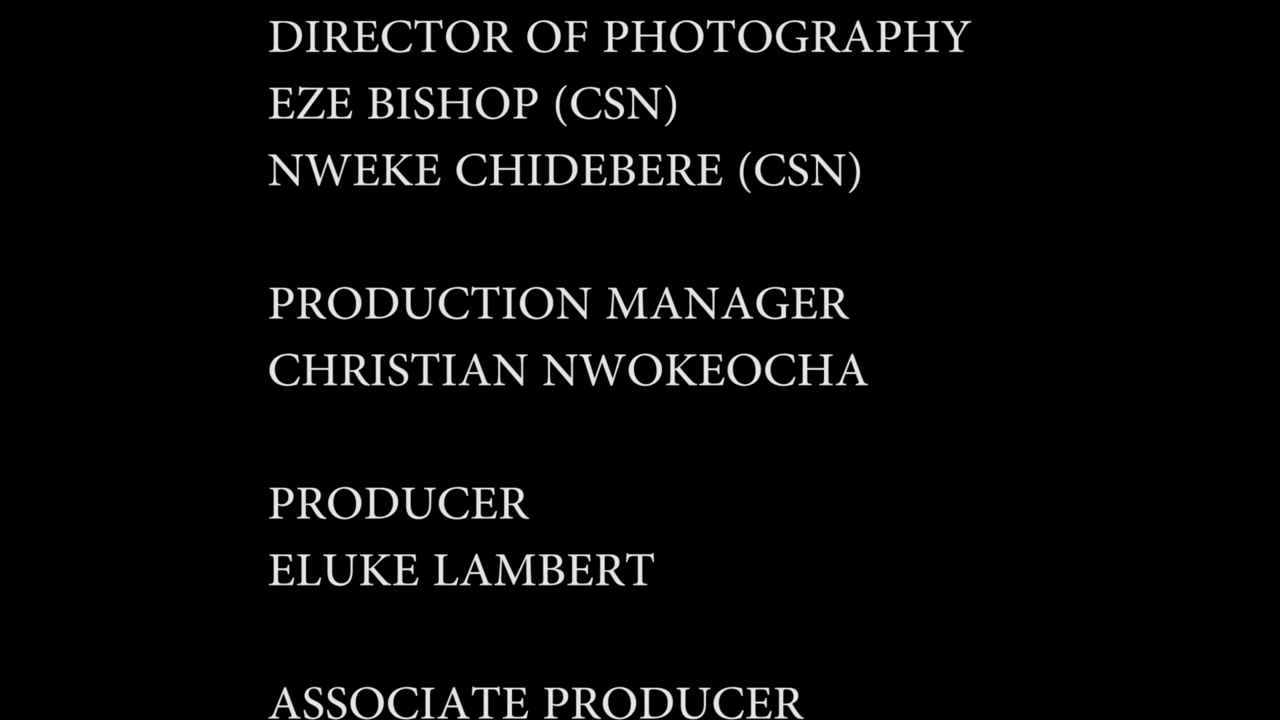 DIRECTOR OF PHOTOGRAPHY
EZE BISHOP (CSN)
NWEKE CHIDEBERE (CSN)
PRODUCTION MANAGER
CHRISTIAN NWOKEOCHA
PRODUCER
ELUKE LAMBERT
ASSOCIATE PRODUCER